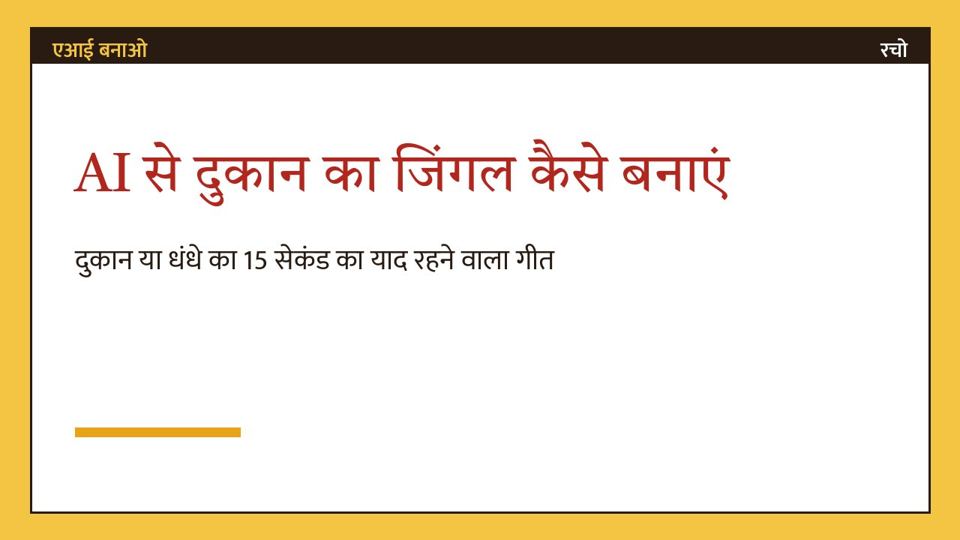 एआई बनाओ
रचो
AI से दुकान का जिंगल कैसे बनाएं
दुकान या धंधे का 15 सेकंड का याद रहने वाला गीत